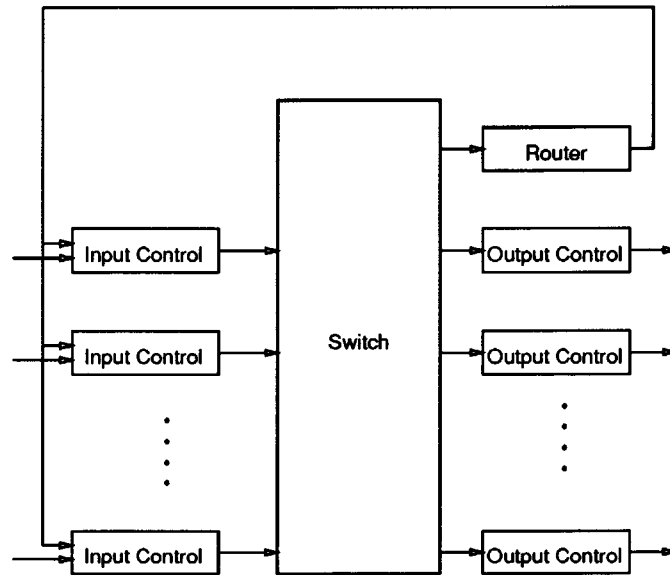 Router
Input Control
Output Control
Input Control
Switch
Output Control
Input Control
Output Control